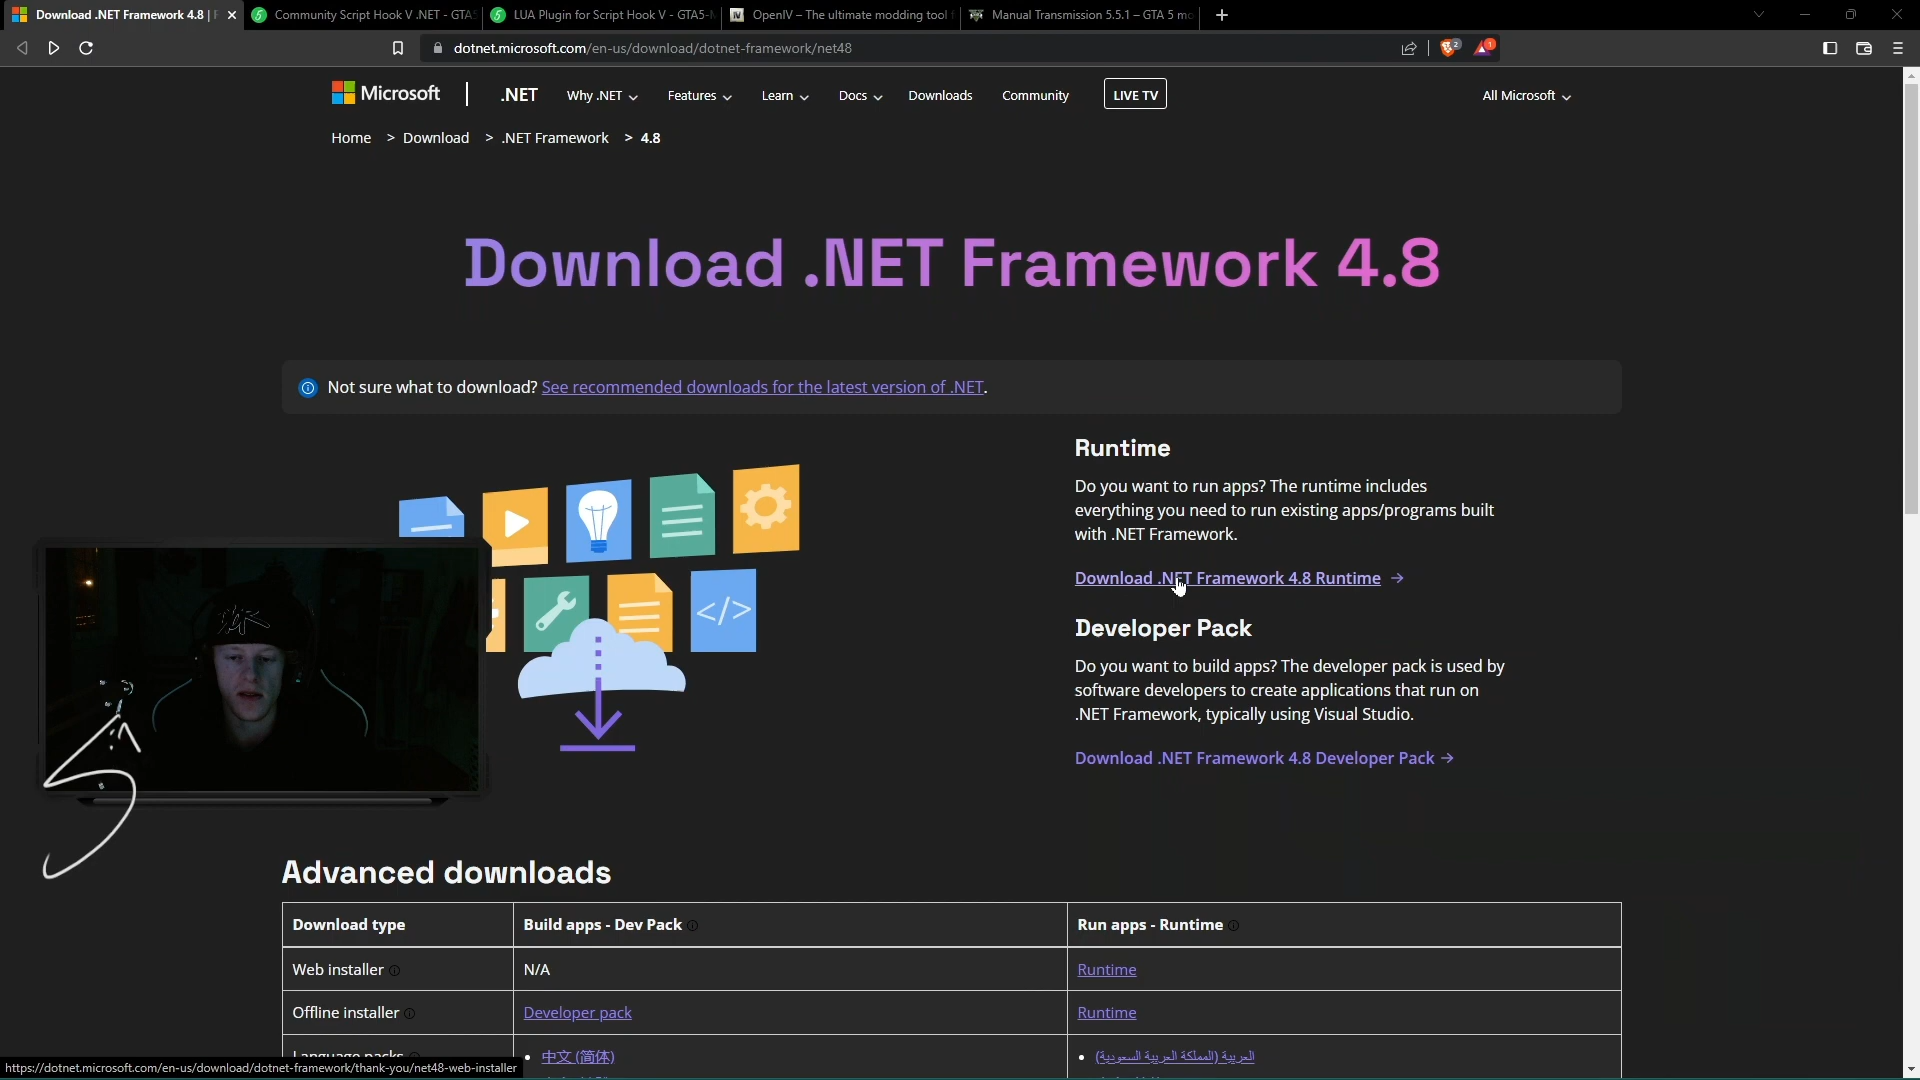 Download .NET Framework 4.8 |
Community Script Hook V .NET - GTA5
LUA Plugin for Script Hook V - GTA5-
OpenIV – The ultimate modding tool
Manual Transmission 5.5.1 – GTA 5 mo
dotnet.microsoft.com/en-us/download/dotnet-framework/net48
2
1
Microsoft
.NET
Why .NET
Features
Learn
Docs
Downloads
Community
LIVE TV
All Microsoft
Home > Download > .NET Framework > 4.8
Download .NET Framework 4.8
Not sure what to download? See recommended downloads for the latest version of .NET.
Runtime
Do you want to run apps? The runtime includes
everything you need to run existing apps/programs built
with .NET Framework.
Download .NET Framework 4.8 Runtime →
Developer Pack
Do you want to build apps? The developer pack is used by
software developers to create applications that run on
.NET Framework, typically using Visual Studio.
Download .NET Framework 4.8 Developer Pack →
</>
Advanced downloads
Download type
Build apps - Dev Pack
Run apps - Runtime
Web installer
N/A
Runtime
Offline installer
Developer pack
Runtime
Language packs
• 中文 (简体)
• العربية (المملكة العربية السعودية)
https://dotnet.microsoft.com/en-us/download/dotnet-framework/thank-you/net48-web-installer